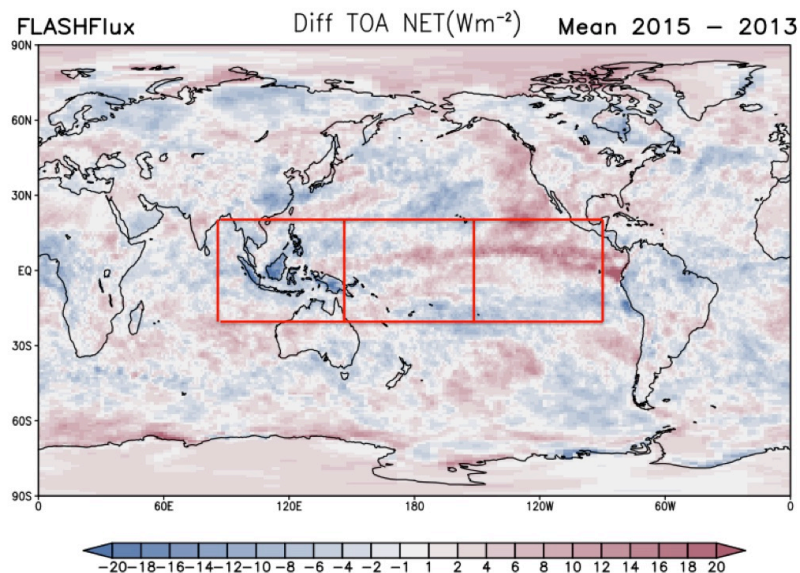 FLASHFlux Diff TOA NET(Wm⁻²) Mean 2015 – 2013
90N
60N
30N
EQ
30S
60S
90S
0 60E 120E 180 120W 60W 0
-20 -18 -16 -14 -12 -10 -8 -6 -4 -2 -1 1 2 4 6 8 10 12 14 16 18 20